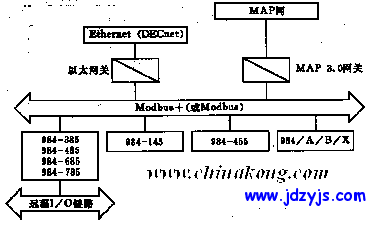 MAP网
Ethernet (DECnet)
以太网关
MAP 3.0网关
Modbus+(或Modbus)
984-385
984-485
984-685
984-785
984-145
984-455
984/A/B/X
www.chinakong.com
www.jdzyjs.com
远程I/O链路